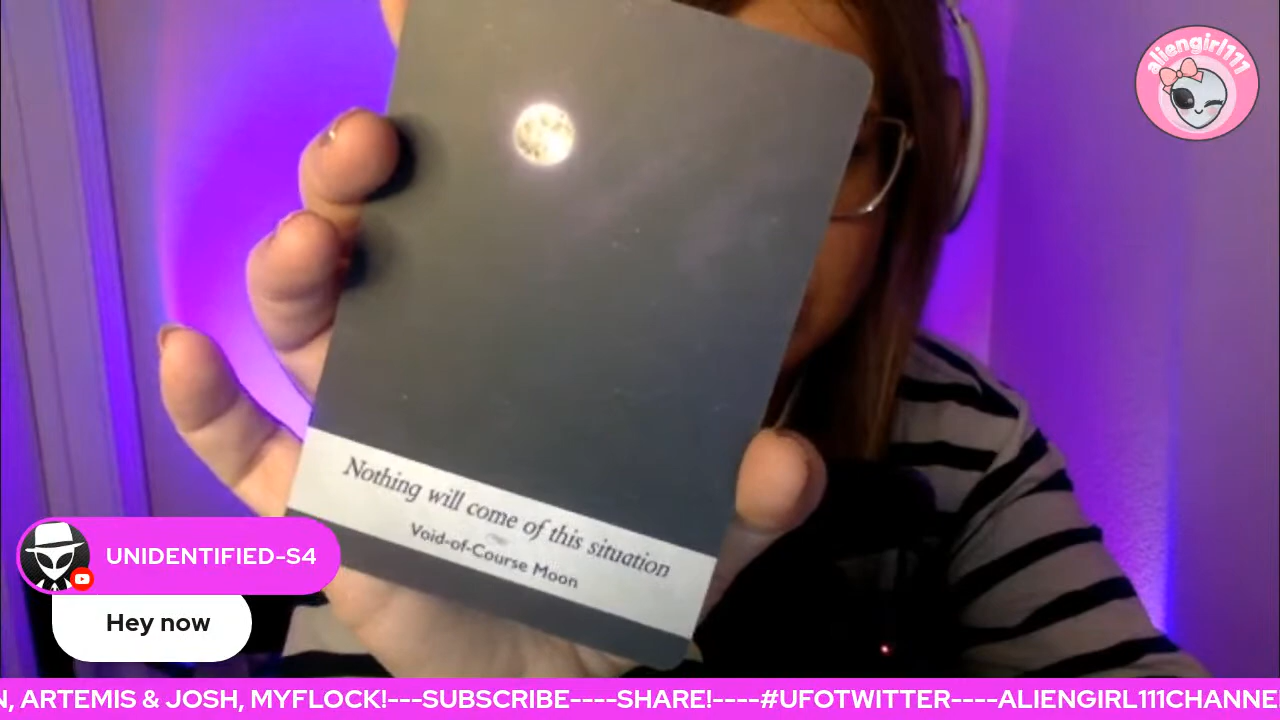 aliengirl111
Nothing will come of this situation
Void-of-Course Moon
UNIDENTIFIED-S4
Hey now
N, ARTEMIS & JOSH, MYFLOCK!---SUBSCRIBE----SHARE!----#UFOTWITTER----ALIENGIRL111CHANNE